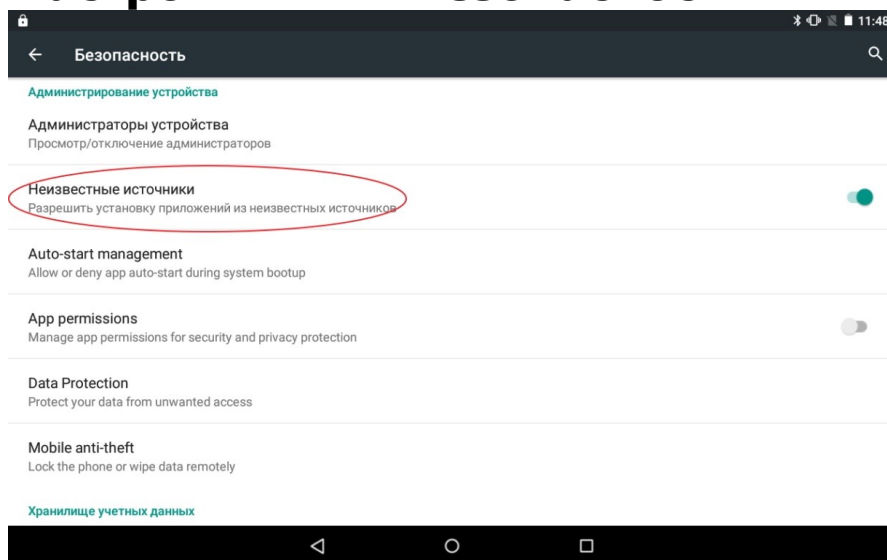 11:48
Безопасность
Администрирование устройства
Администраторы устройства
Просмотр/отключение администраторов
Неизвестные источники
Разрешить установку приложений из неизвестных источников
Auto-start management
Allow or deny app auto-start during system bootup
App permissions
Manage app permissions for security and privacy protection
Data Protection
Protect your data from unwanted access
Mobile anti-theft
Lock the phone or wipe data remotely
Хранилище учетных данных